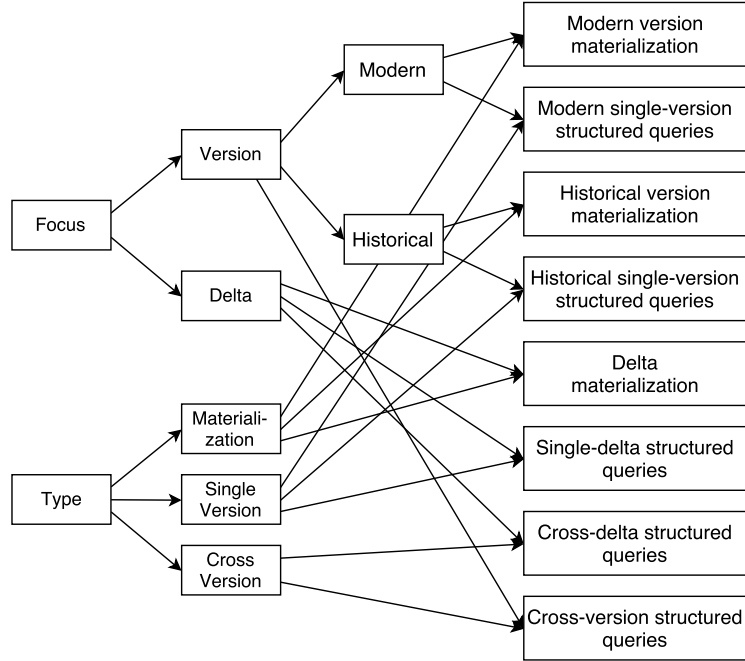 Focus
Type
Version
Delta
Materiali-
zation
Single
Version
Cross
Version
Modern
Historical
Modern version
materialization
Modern single-version
structured queries
Historical version
materialization
Historical single-version
structured queries
Delta
materialization
Single-delta structured
queries
Cross-delta structured
queries
Cross-version structured
queries